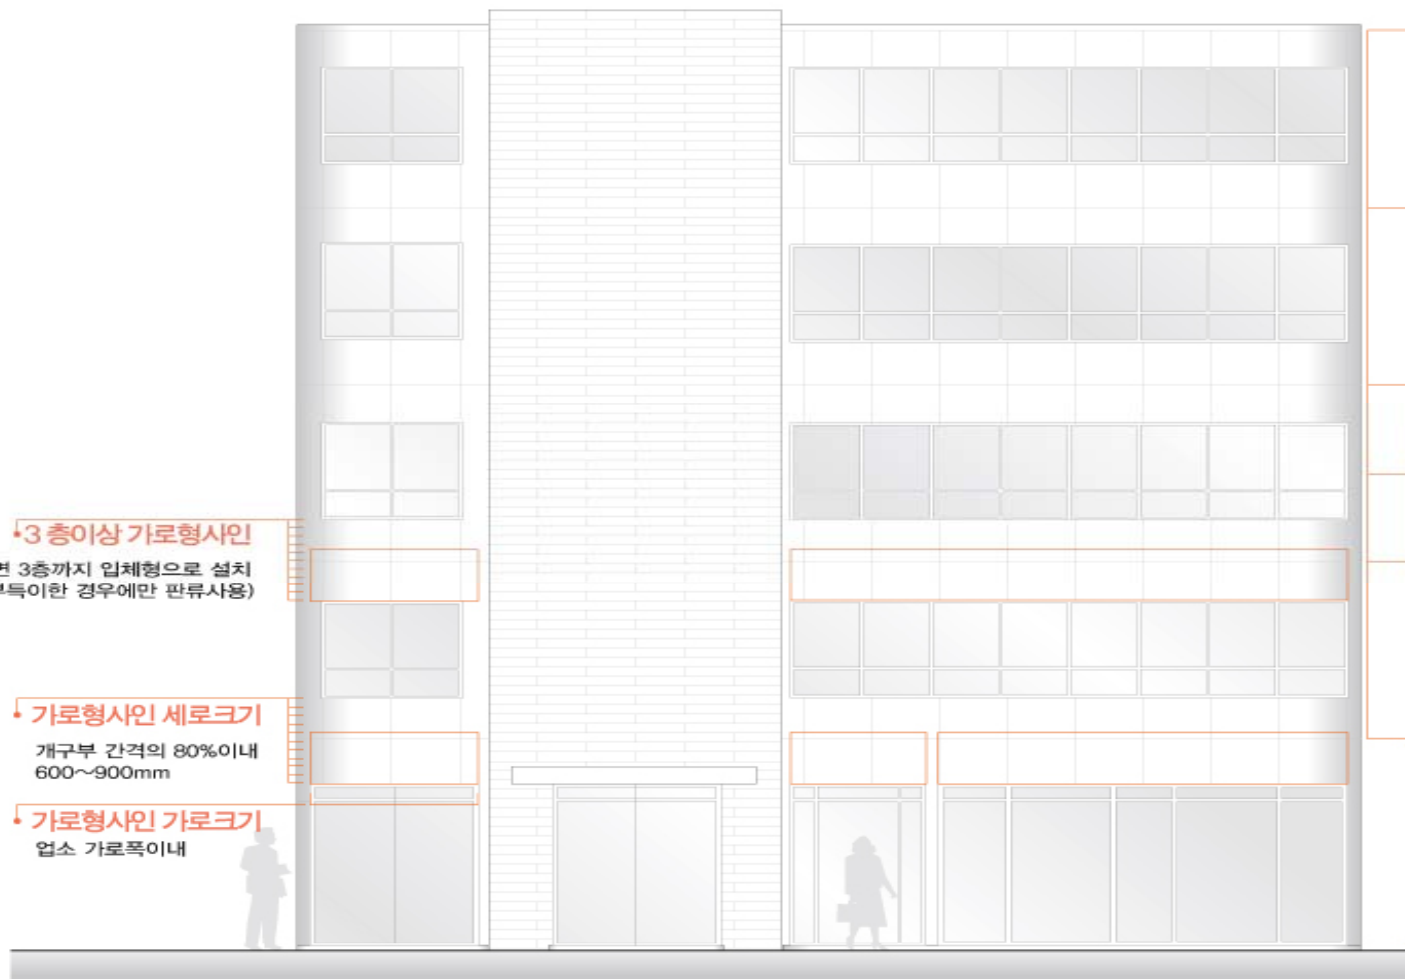 •3 층이상 가로형사인
3층까지 입체형으로 설치
경우에만 판류사용)
• 가로형사인 세로크기
개구부 간격의 80%이내
600~900mm
• 가로형사인 가로크기
업소 가로폭이내